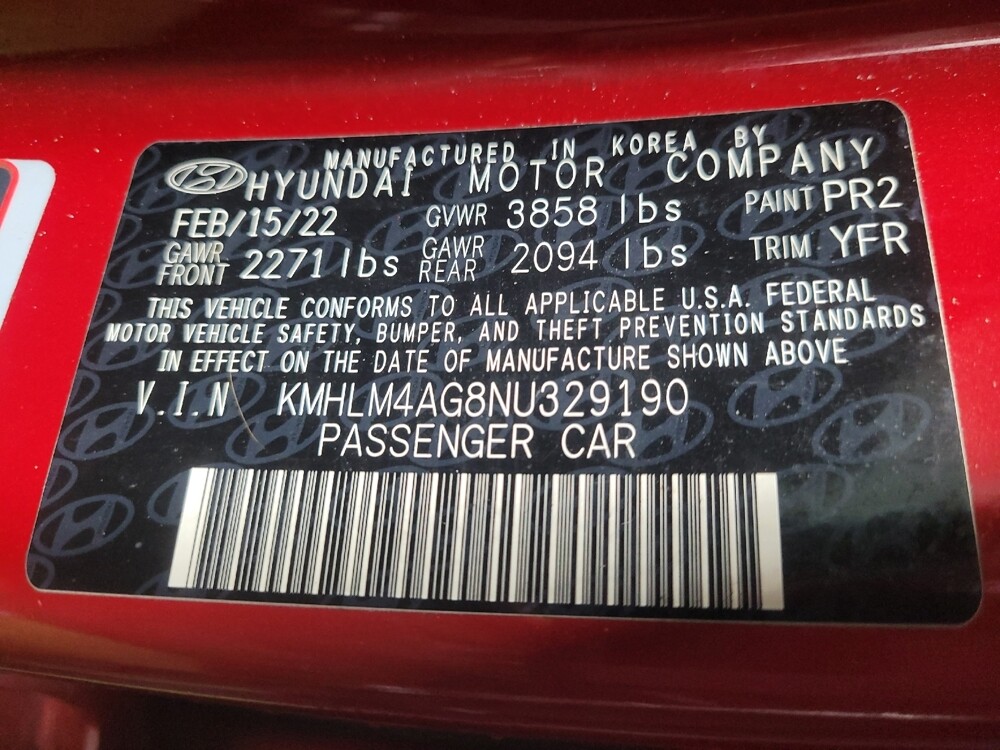 MANUFACTURED IN KOREA BY
HYUNDAI MOTOR COMPANY
FEB/15/22 GVWR 3858 lbs PAINT PR2
GAWR FRONT 2271 lbs GAWR REAR 2094 lbs TRIM YFR
THIS VEHICLE CONFORMS TO ALL APPLICABLE U.S.A. FEDERAL
MOTOR VEHICLE SAFETY, BUMPER, AND THEFT PREVENTION STANDARDS
IN EFFECT ON THE DATE OF MANUFACTURE SHOWN ABOVE
V.I.N KMHLM4AG8NU329190
PASSENGER CAR